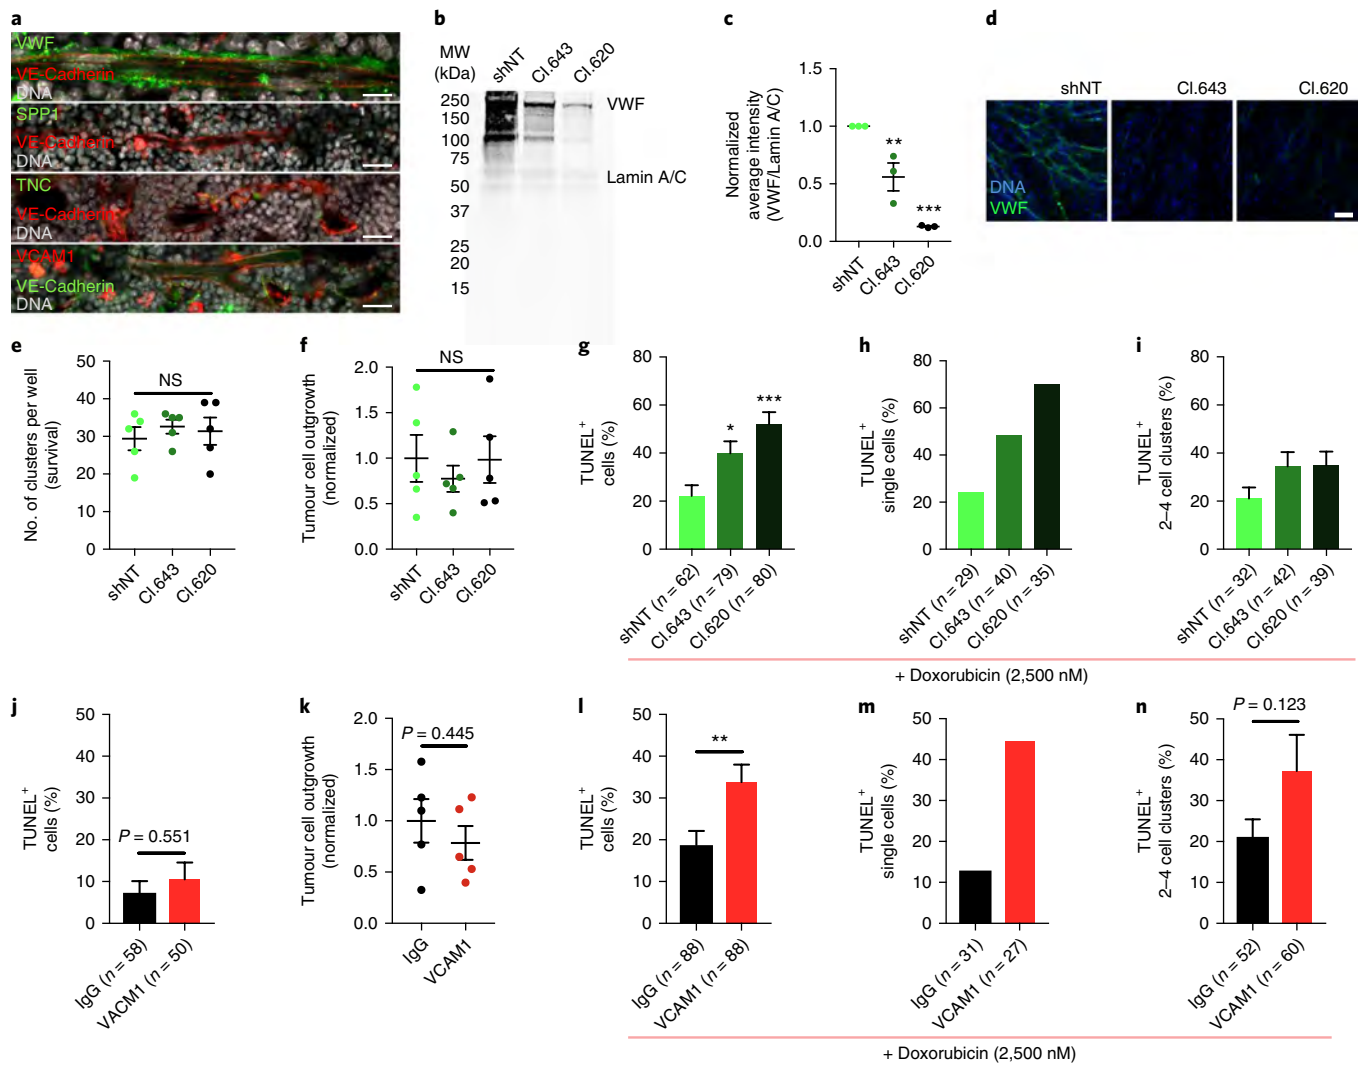 a
VWF
VE-Cadherin
DNA
SPP1
VE-Cadherin
DNA
TNC
VE-Cadherin
DNA
VCAM1
VE-Cadherin
DNA
b
MW
(kDa)
shNT
Cl.643
Cl.620
250
150
100
75
50
37
25
20
15
VWF
Lamin A/C
c
Normalized
average intensity
(VWF/Lamin A/C)
1.5
1.0
0.5
0.0
**
***
shNT
Cl.643
Cl.620
d
shNT
Cl.643
Cl.620
DNA
VWF
e
No. of clusters per well
(survival)
50
40
30
20
10
0
NS
shNT
Cl.643
Cl.620
f
Tumour cell outgrowth
(normalized)
2.0
1.5
1.0
0.5
0.0
NS
shNT
Cl.643
Cl.620
g
TUNEL+
cells (%)
80
60
40
20
0
*
***
shNT (n = 62)
Cl.643 (n = 79)
Cl.620 (n = 80)
h
TUNEL+
single cells (%)
80
60
40
20
0
shNT (n = 29)
Cl.643 (n = 40)
Cl.620 (n = 35)
i
TUNEL+
2–4 cell clusters (%)
80
60
40
20
0
shNT (n = 32)
Cl.643 (n = 42)
Cl.620 (n = 39)
+ Doxorubicin (2,500 nM)
j
TUNEL+
cells (%)
50
40
30
20
10
0
P = 0.551
IgG (n = 58)
VACM1 (n = 50)
k
Tumour cell outgrowth
(normalized)
2.0
1.5
1.0
0.5
0.0
P = 0.445
IgG
VCAM1
l
TUNEL+
cells (%)
50
40
30
20
10
0
**
IgG (n = 88)
VCAM1 (n = 88)
m
TUNEL+
single cells (%)
50
40
30
20
10
0
IgG (n = 31)
VCAM1 (n = 27)
n
TUNEL+
2–4 cell clusters (%)
50
40
30
20
10
0
P = 0.123
IgG (n = 52)
VCAM1 (n = 60)
+ Doxorubicin (2,500 nM)